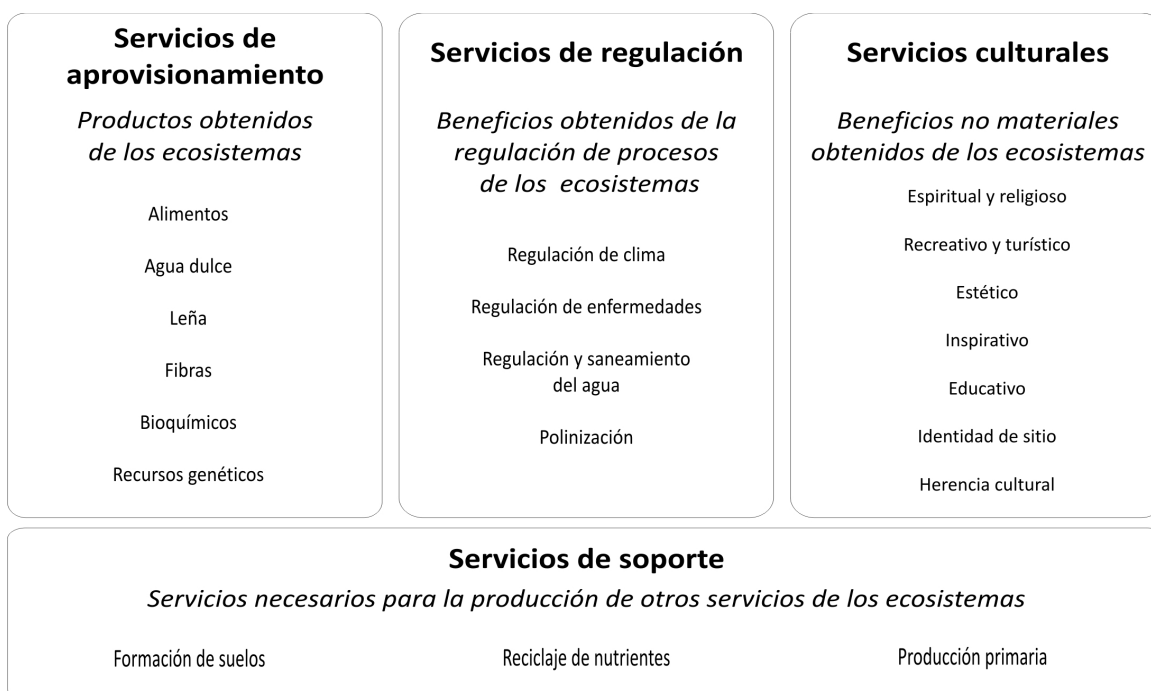 Servicios de
aprovisionamiento
Productos obtenidos
de los ecosistemas
Alimentos
Agua dulce
Leña
Fibras
Bioquímicos
Recursos genéticos
Servicios de regulación
Beneficios obtenidos de la
regulación de procesos
de los ecosistemas
Regulación de clima
Regulación de enfermedades
Regulación y saneamiento
del agua
Polinización
Servicios culturales
Beneficios no materiales
obtenidos de los ecosistemas
Espiritual y religioso
Recreativo y turístico
Estético
Inspirativo
Educativo
Identidad de sitio
Herencia cultural
Servicios de soporte
Servicios necesarios para la producción de otros servicios de los ecosistemas
Formación de suelos
Reciclaje de nutrientes
Producción primaria